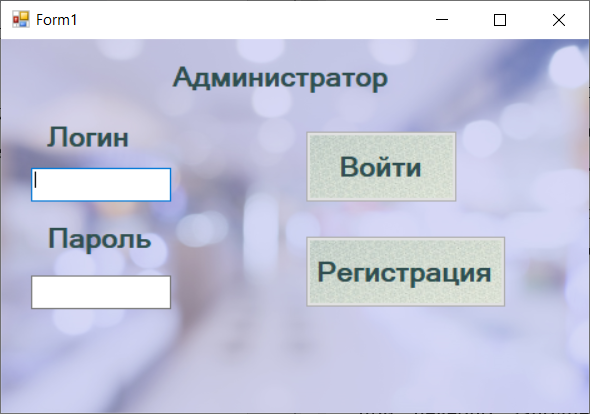 Form1
Администратор
Логин
Войти
Пароль
Регистрация